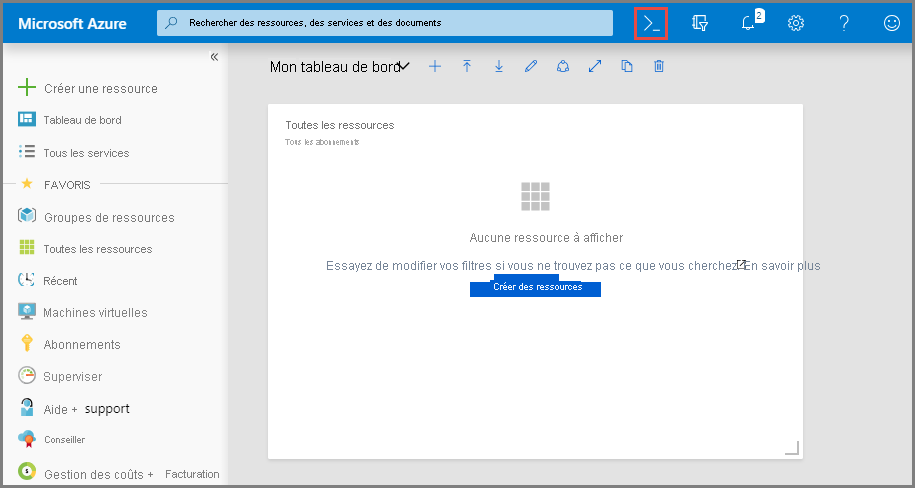 Microsoft Azure
Rechercher des ressources, des services et des documents
2
Créer une ressource
Tableau de bord
Tous les services
FAVORIS
Groupes de ressources
Toutes les ressources
Récent
Machines virtuelles
Abonnements
Superviser
Aide + support
Conseiller
Gestion des coûts + Facturation
Mon tableau de bord
Toutes les ressources
Tous les abonnements
Aucune ressource à afficher
Essayez de modifier vos filtres si vous ne trouvez pas ce que vous cherchez. En savoir plus
Créer des ressources